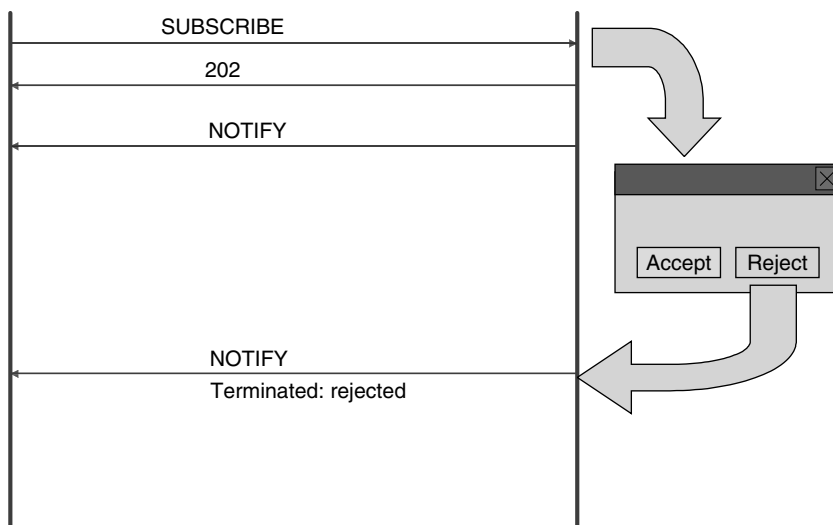 SUBSCRIBE
202
NOTIFY
Accept Reject
NOTIFY
Terminated: rejected